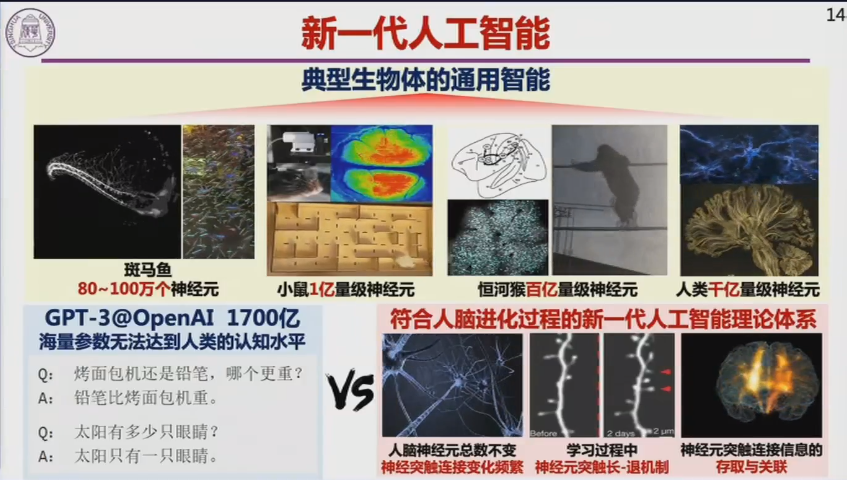 14
TSINGHUA UNIVERSITY
新一代人工智能
典型生物体的通用智能
斑马鱼
80~100万个神经元
小鼠1亿量级神经元
恒河猴百亿量级神经元
人类千亿量级神经元
GPT-3@OpenAI 1700亿
海量参数无法达到人类的认知水平
Q: 烤面包机还是铅笔，哪个更重？
A: 铅笔比烤面包机重。
Q: 太阳有多少只眼睛？
A: 太阳只有一只眼睛。
VS
符合人脑进化过程的新一代人工智能理论体系
Before
2 days
2 μm
人脑神经元总数不变
神经突触连接变化频繁
学习过程中
神经元突触长-退机制
神经元突触连接信息的
存取与关联